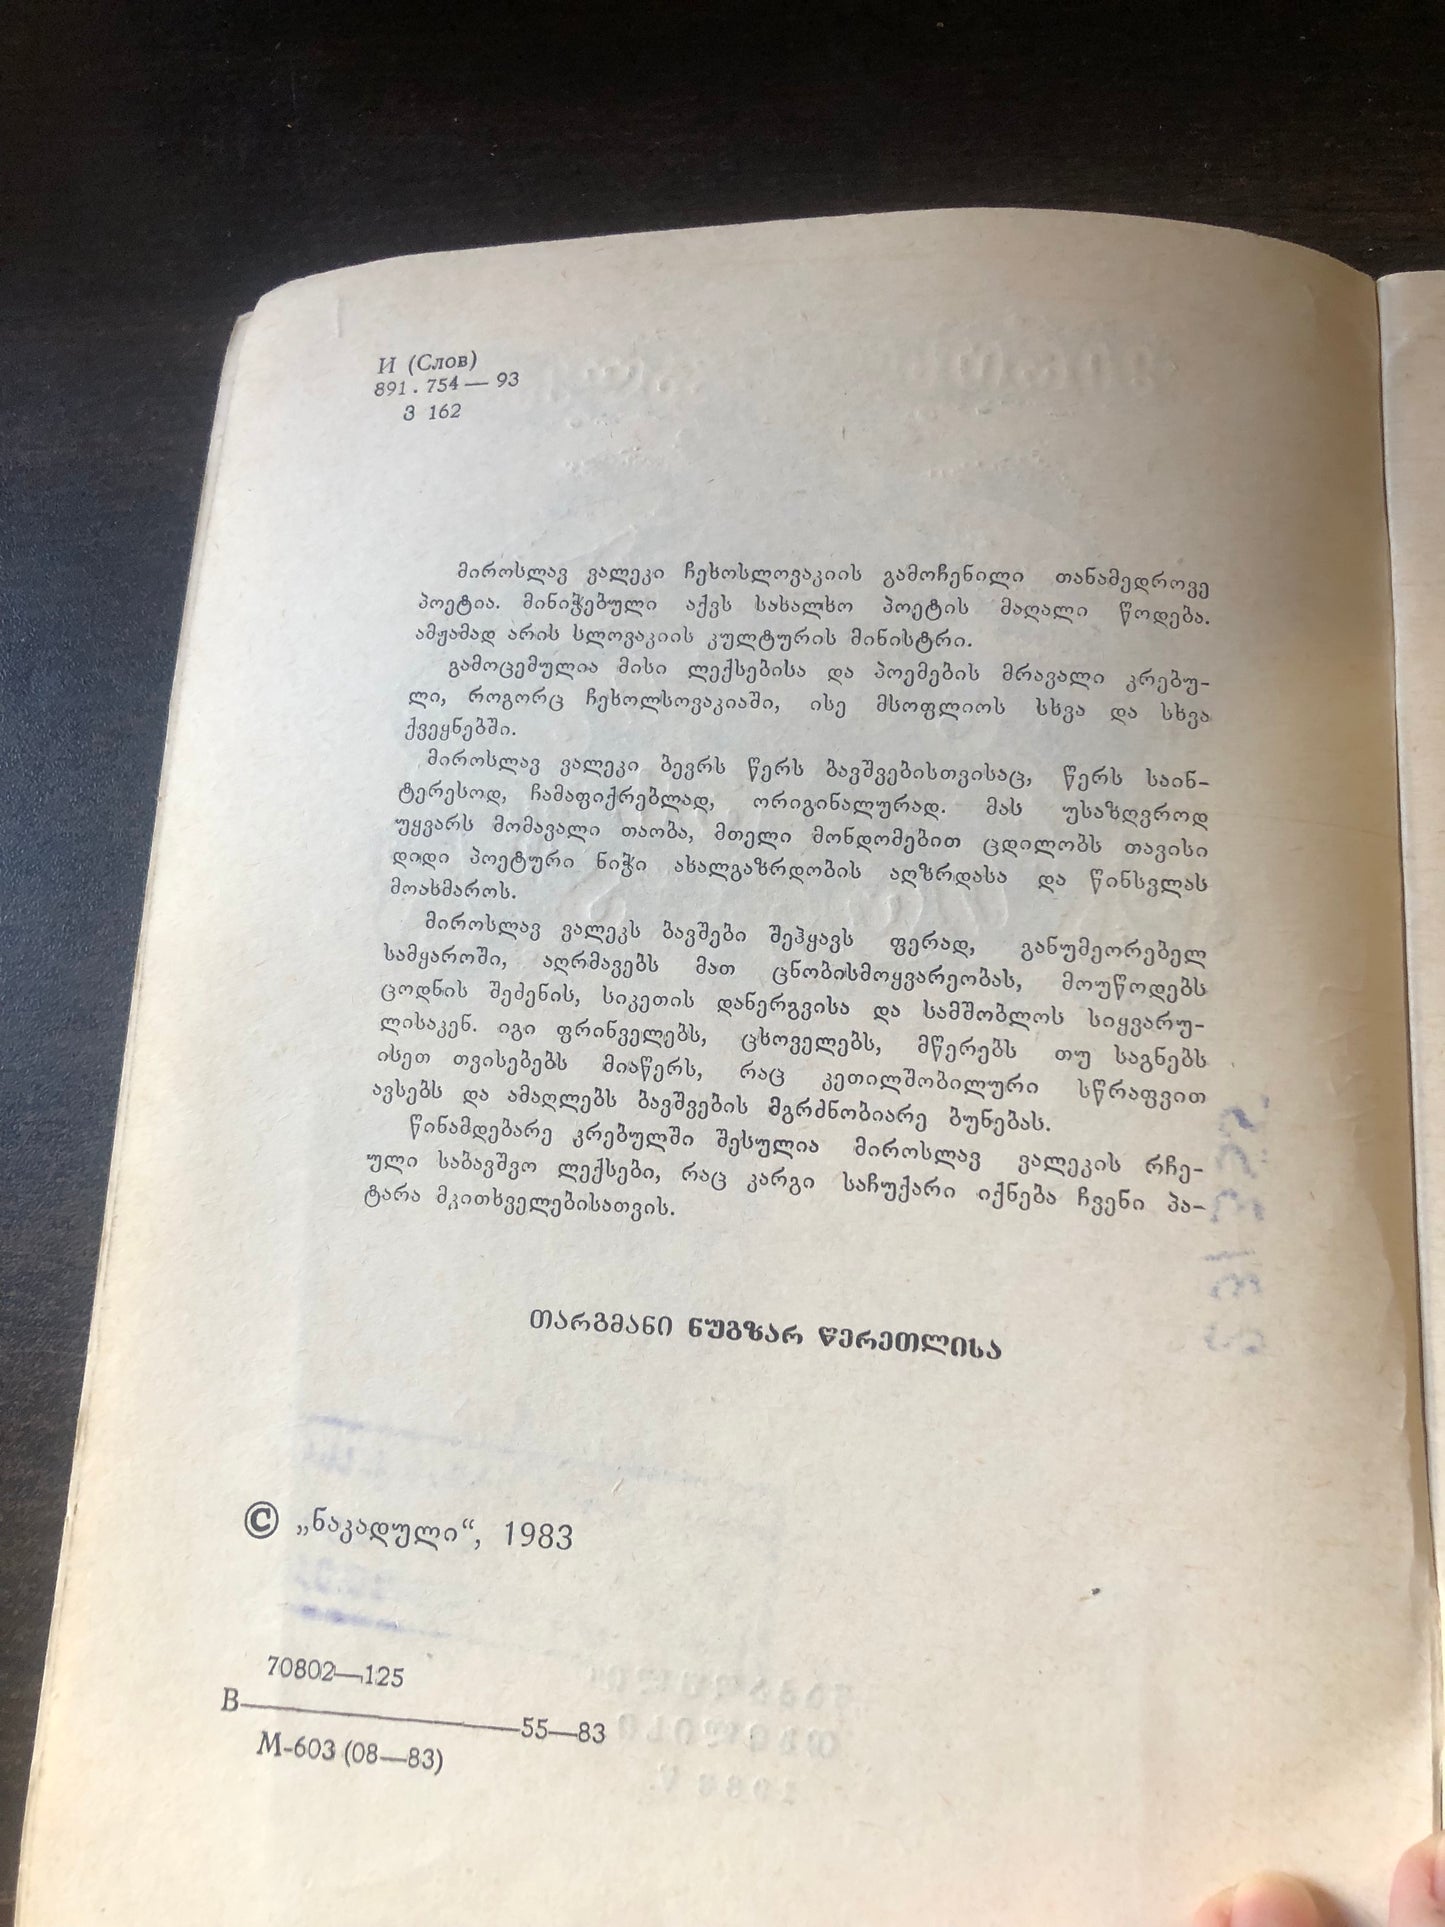 И (Слов)
891.754—93
ვ 162
მიროსლავ ვალეკი ჩეხოსლოვაკიის გამოჩენილი თანამედროვე
პოეტია. მინიჭებული აქვს სახალხო პოეტის მაღალი წოდება.
ამჟამად არის სლოვაკიის კულტურის მინისტრი.
გამოცემულია მისი ლექსებისა და პოემების მრავალი კრებუ-
ლი, როგორც ჩეხოლსოვაკიაში, ისე მსოფლიოს სხვა და სხვა
ქვეყნებში.
მიროსლავ ვალეკი ბევრს წერს ბავშვებისთვისაც, წერს საინ-
ტერესოდ, ჩამაფიქრებლად, ორიგინალურად. მას უსაზღვროდ
უყვარს მომავალი თაობა, მთელი მონდომებით ცდილობს თავისი
დიდი პოეტური ნიჭი ახალგაზრდობის აღზრდასა და წინსვლას
მოახმაროს.
მიროსლავ ვალეკს ბავშები შეჰყავს ფერად, განუმეორებელ
სამყაროში, აღრმავებს მათ ცნობისმოყვარეობას, მოუწოდებს
ცოდნის შეძენის, სიკეთის დანერგვისა და სამშობლოს სიყვარუ-
ლისაკენ. იგი ფრინველებს, ცხოველებს, მწერებს თუ საგნებს
ისეთ თვისებებს მიაწერს, რაც კეთილშობილური სწრაფვით
ავსებს და ამაღლებს ბავშვების მგრძნობიარე ბუნებას.
წინამდებარე კრებულში შესულია მიროსლავ ვალეკის რჩე-
ული საბავშვო ლექსები, რაც კარგი საჩუქარი იქნება ჩვენი პა-
ტარა მკითხველებისათვის.
თარგმანი ნუგზარ წერეთლისა
© „ნაკადული“, 1983
70802—125
В———55—83
М-603 (08—83)